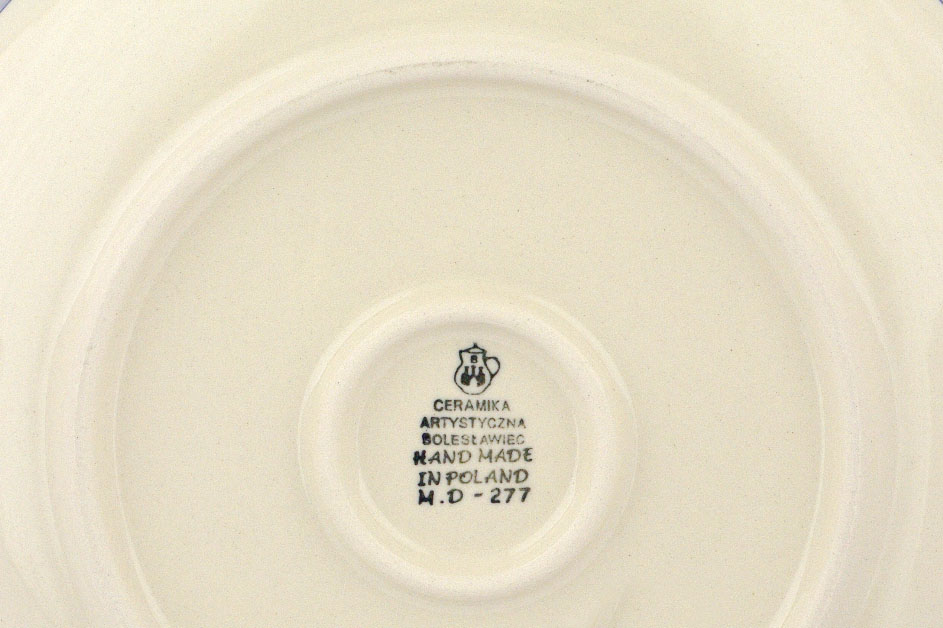 B
CERAMIKA
ARTYSTYCZNA
BOLESŁAWIEC
HAND MADE
IN POLAND
M.D - 277